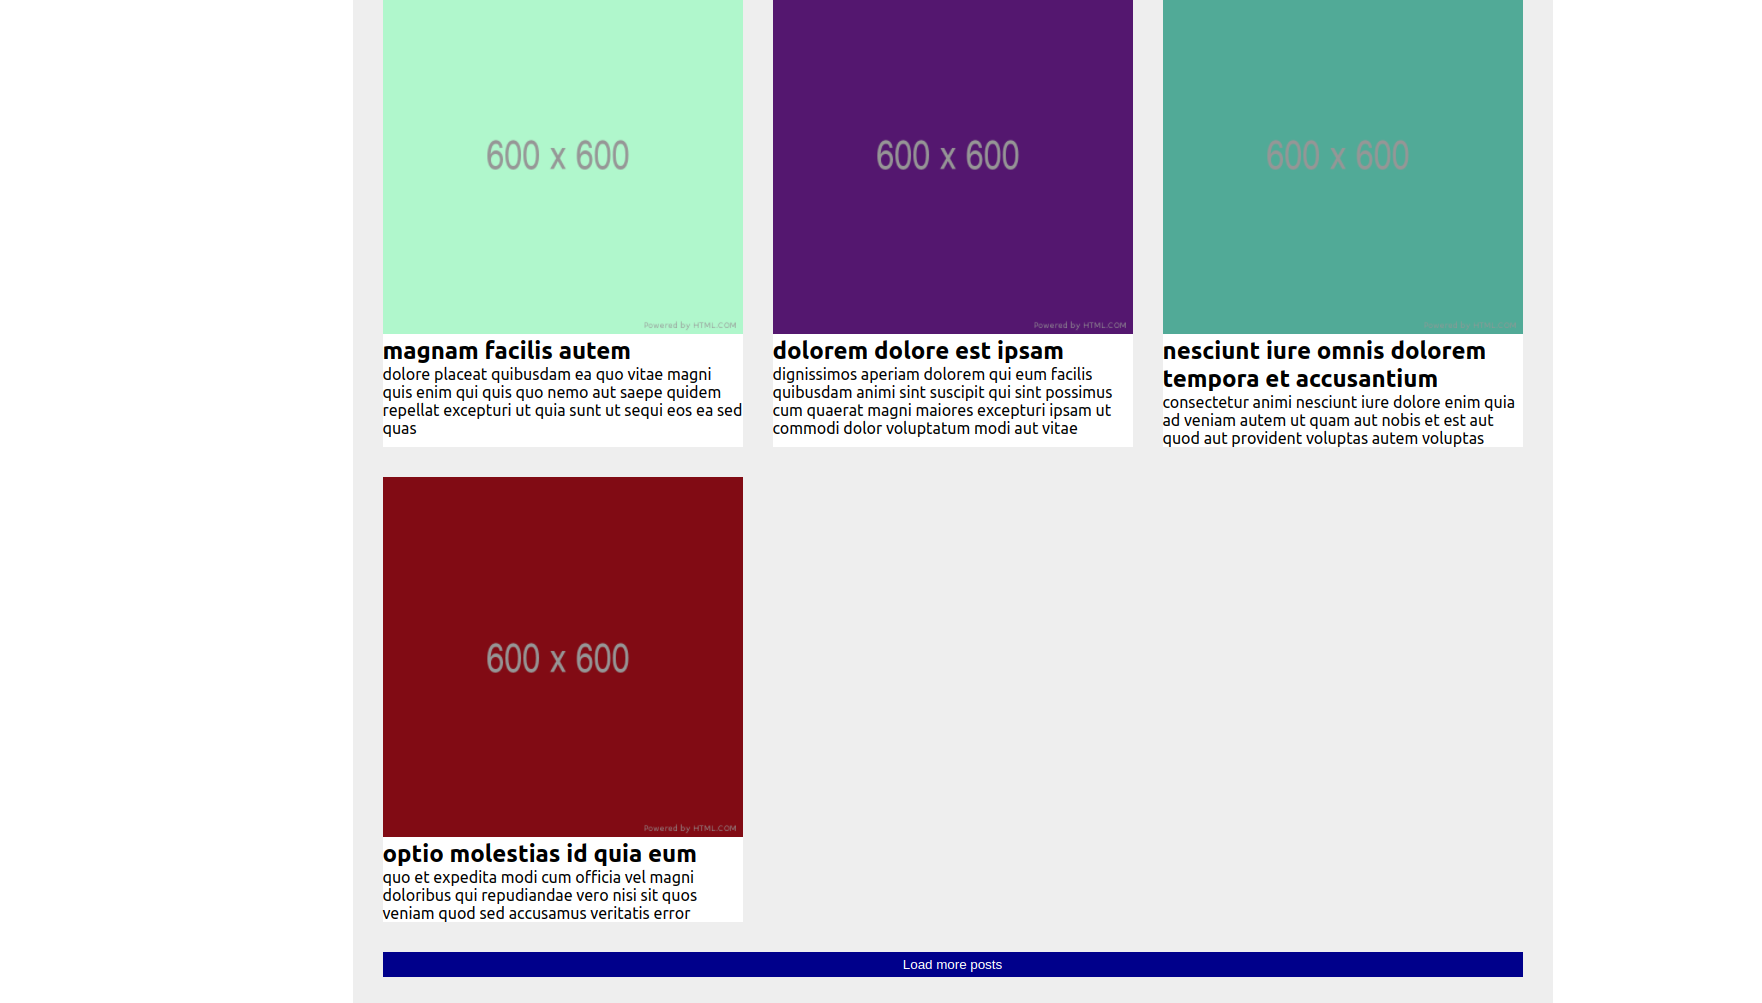 600 x 600
600 x 600
600 x 600
Powered by HTML.COM
Powered by HTML.COM
magnam facilis autem
dolore placeat quibusdam ea quo vitae magni
quis enim qui quis quo nemo aut saepe quidem
repellat excepturi ut quia sunt ut sequi eos ea sed
quas
dolorem dolore est ipsam
dignissimos aperiam dolorem qui eum facilis
quibusdam animi sint suscipit qui sint possimus
cum quaerat magni maiores excepturi ipsam ut
commodi dolor voluptatum modi aut vitae
nesciunt iure omnis dolorem
tempora et accusantium
consectetur animi nesciunt iure dolore enim quia
ad veniam autem ut quam aut nobis et est aut
quod aut provident voluptas autem voluptas
600 x 600
Powered by HTML.COM
optio molestias id quia eum
quo et expedita modi cum officia vel magni
doloribus qui repudiandae vero nisi sit quos
veniam quod sed accusamus veritatis error
Load more posts